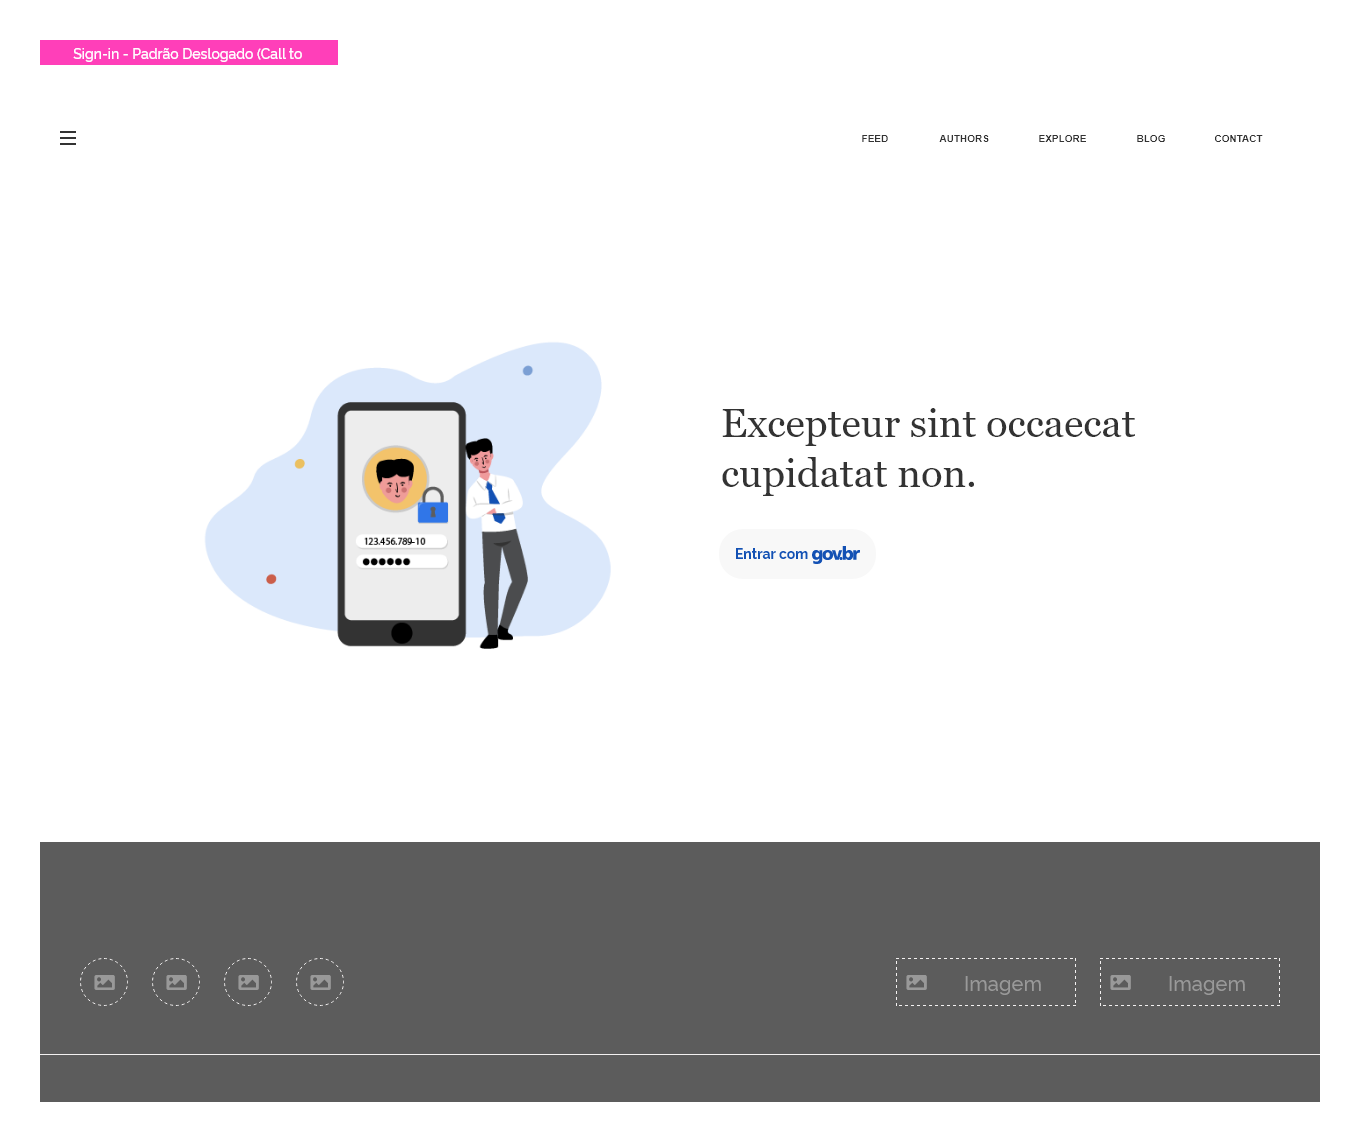 Sign-in - Padrão Deslogado (Call to
FEED AUTHORS EXPLORE BLOG CONTACT
Excepteur sint occaecat
cupidatat non.
Entrar com gov.br
123.456.789-10
Imagem Imagem